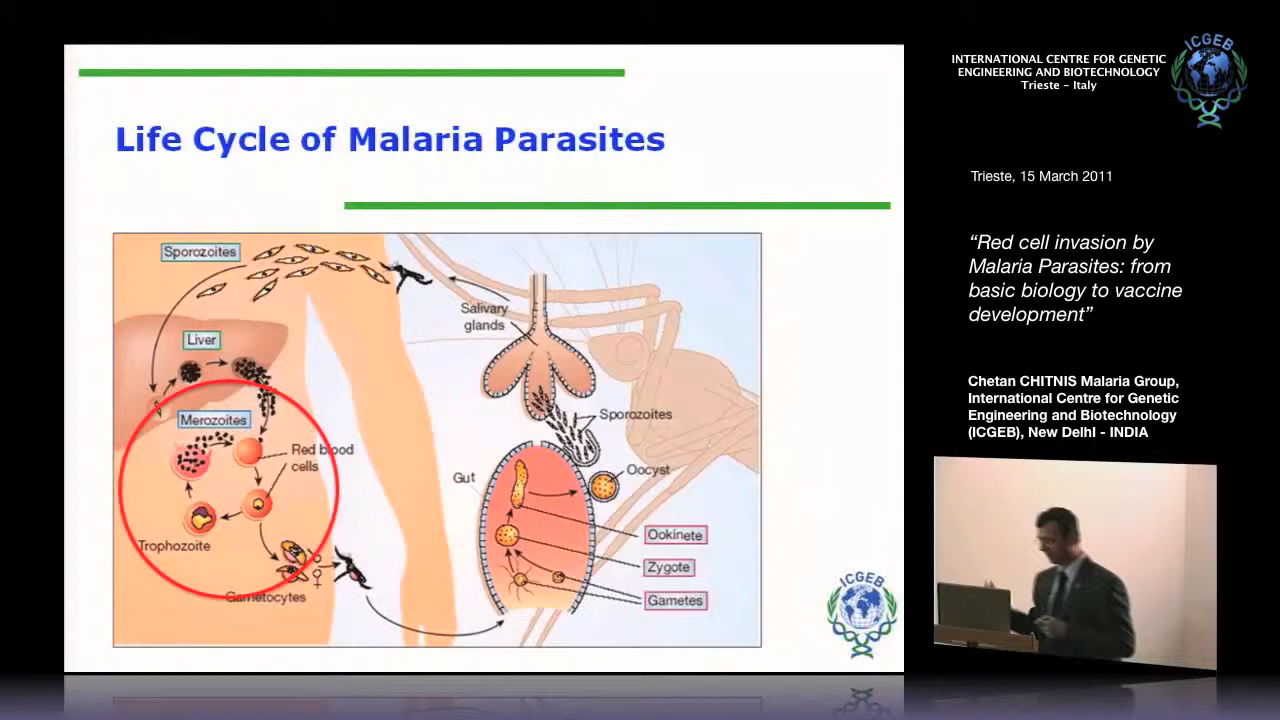 Life Cycle of Malaria Parasites
Sporozoites
Liver
Merozoites
Red blood
cells
Trophozoite
Gametocytes
Salivary
glands
Sporozoites
Gut
Oocyst
Ookinete
Zygote
Gametes
ICGEB
INTERNATIONAL CENTRE FOR GENETIC
ENGINEERING AND BIOTECHNOLOGY
Trieste – Italy
ICGEB
Trieste, 15 March 2011
“Red cell invasion by
Malaria Parasites: from
basic biology to vaccine
development”
Chetan CHITNIS Malaria Group,
International Centre for Genetic
Engineering and Biotechnology
(ICGEB), New DelhI - INDIA